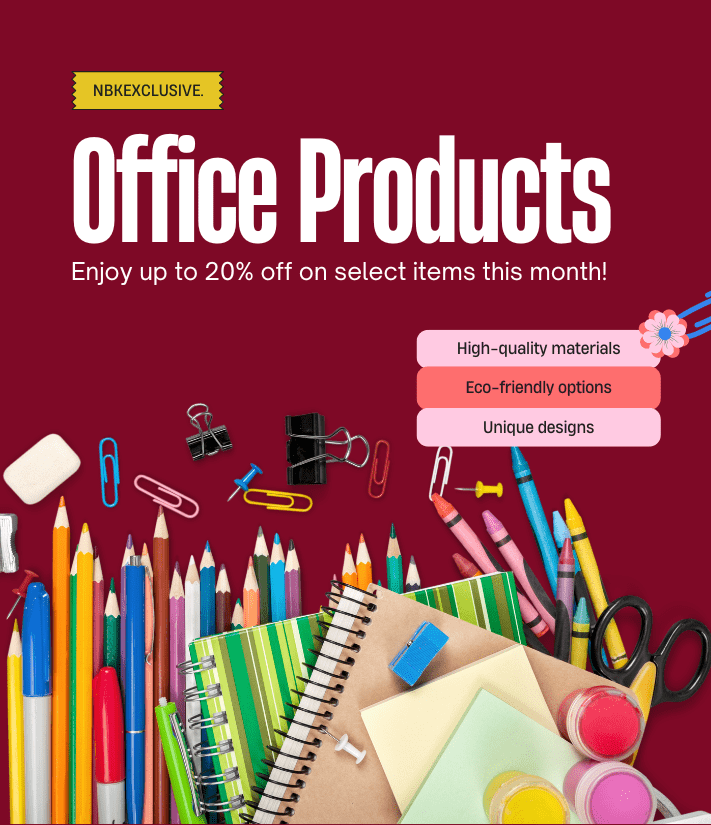 NBKEXCLUSIVE.
Office Products
Enjoy up to 20% off on select items this month!
High-quality materials
Eco-friendly options
Unique designs